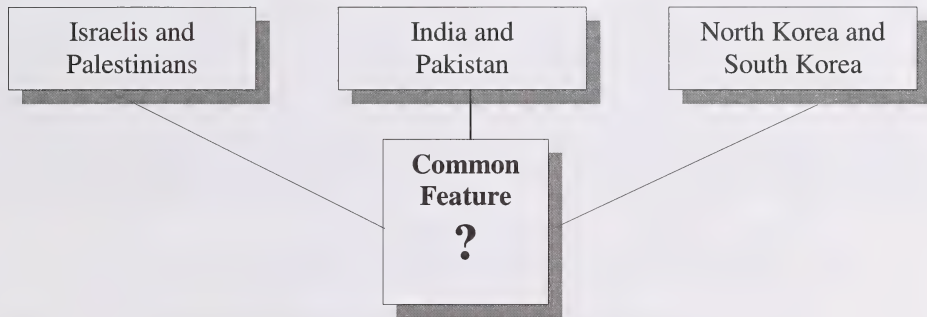 Israelis and
Palestinians
India and
Pakistan
North Korea and
South Korea
Common
Feature
?